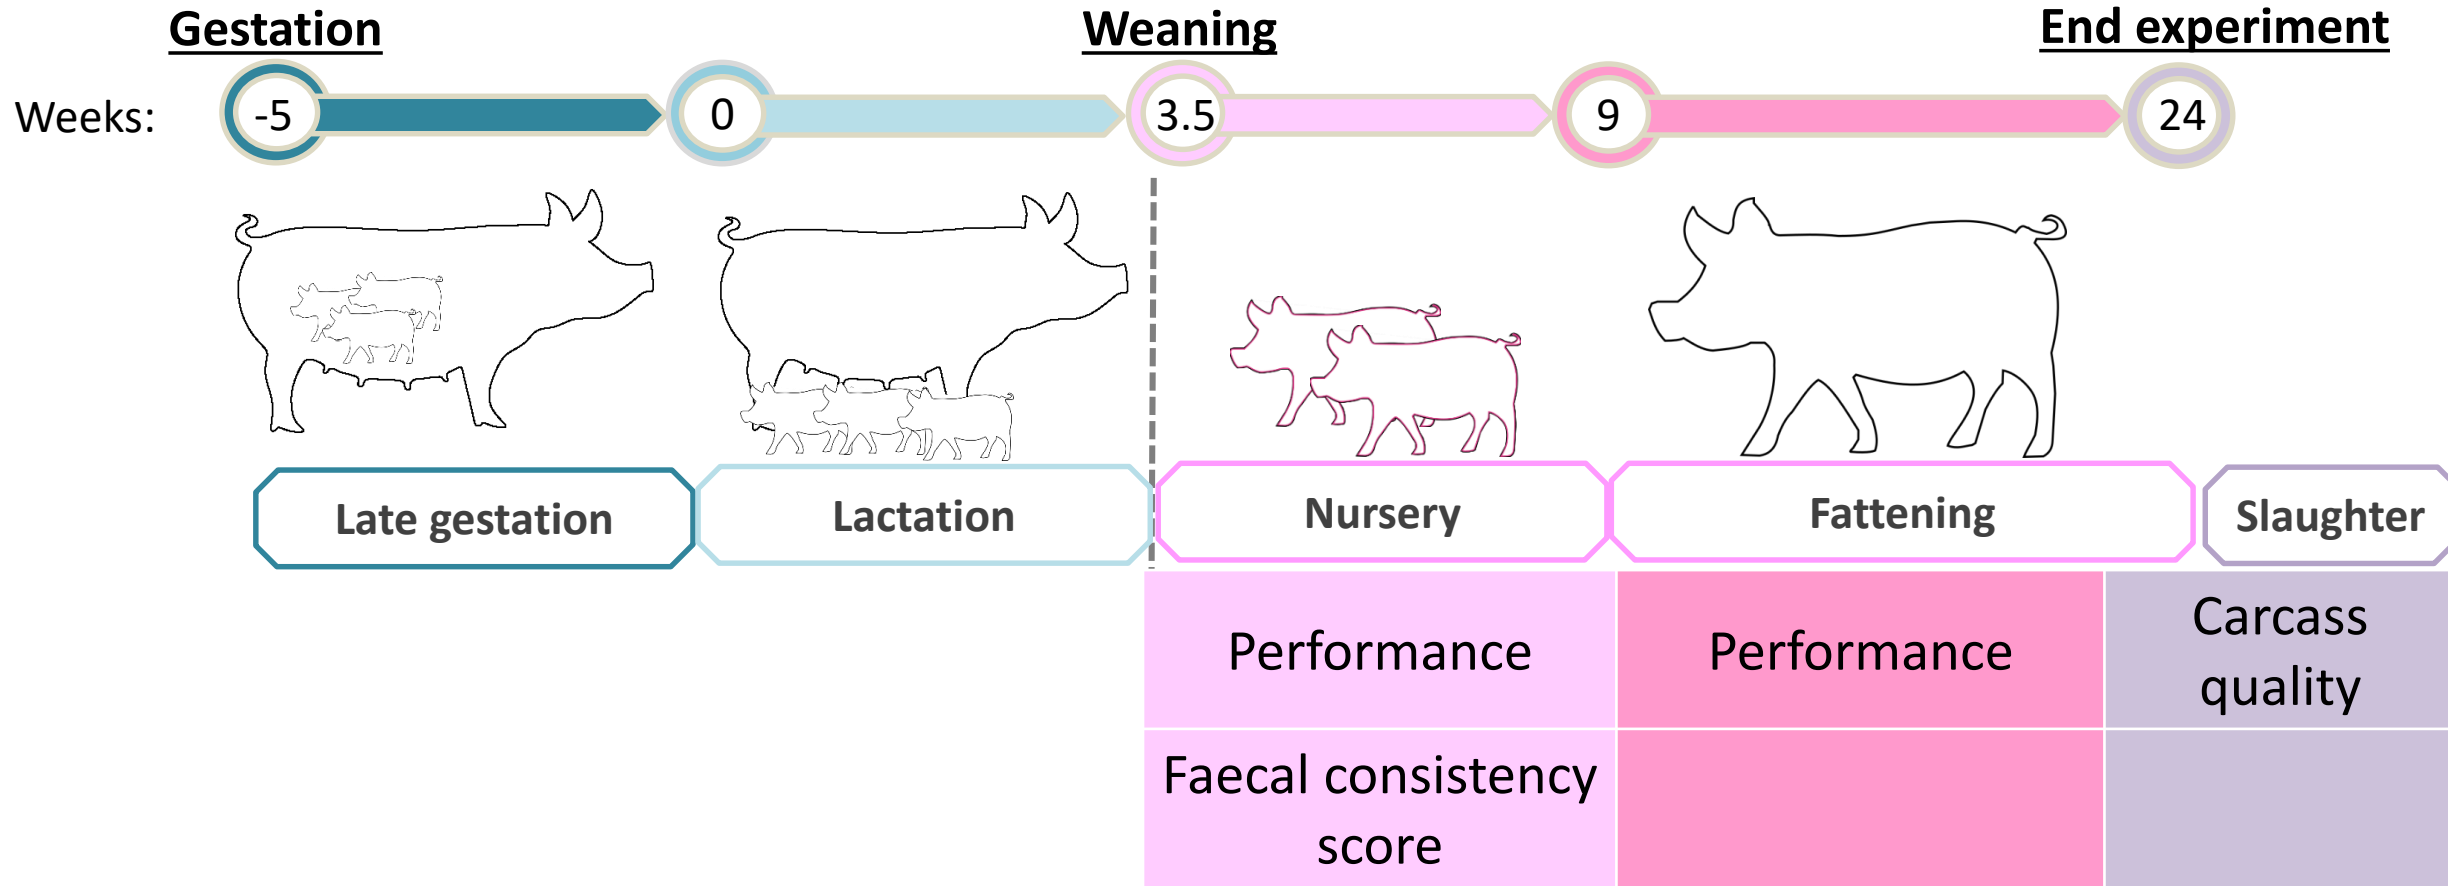 Gestation
Weaning
End experiment
Weeks:
-5
0
3.5
9
24
Late gestation
Lactation
Nursery
Fattening
Slaughter
Performance
Performance
Carcass
quality
Faecal consistency
score